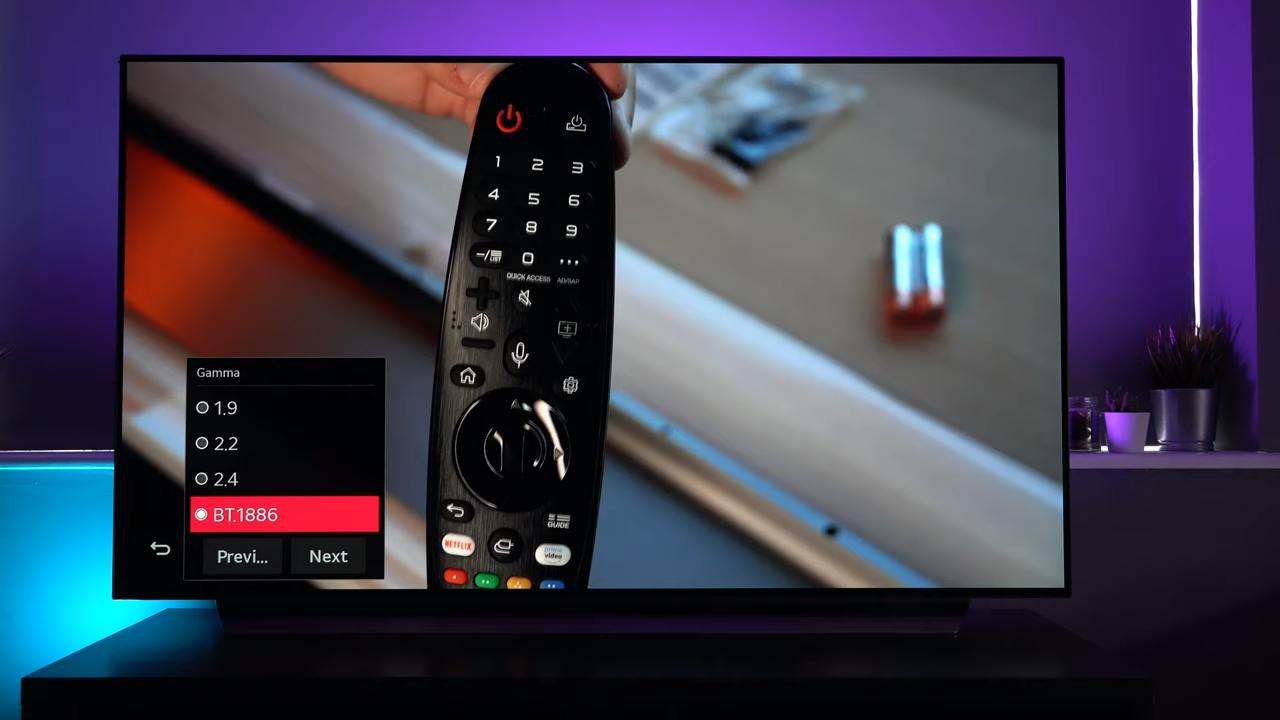 1 2 3
4 5 6
7 8 9
-/LIST 0 ...
QUICK ACCESS AD/SAP
GUIDE
NETFLIX prime video
Gamma
1.9
2.2
2.4
BT.1886
Previ... Next